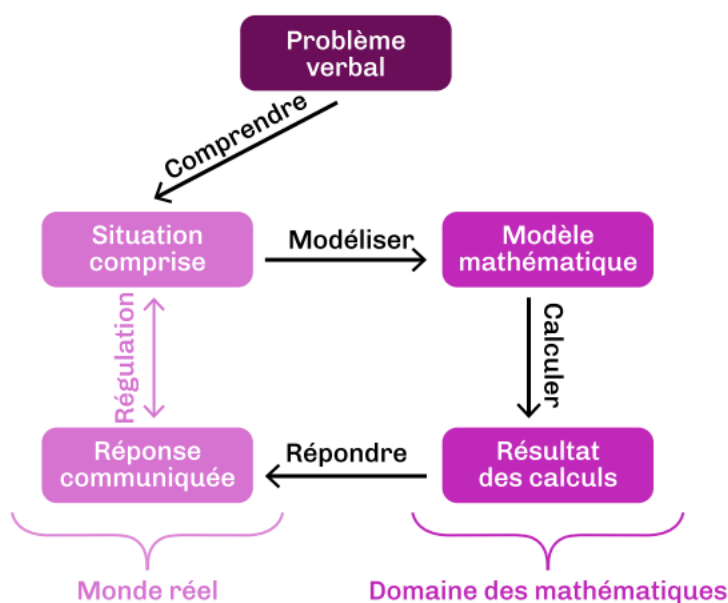 Problème
verbal
Comprendre
Situation
comprise
Modéliser
Modèle
mathématique
Régulation
Calculer
Réponse
communiquée
Répondre
Résultat
des calculs
Monde réel
Domaine des mathématiques